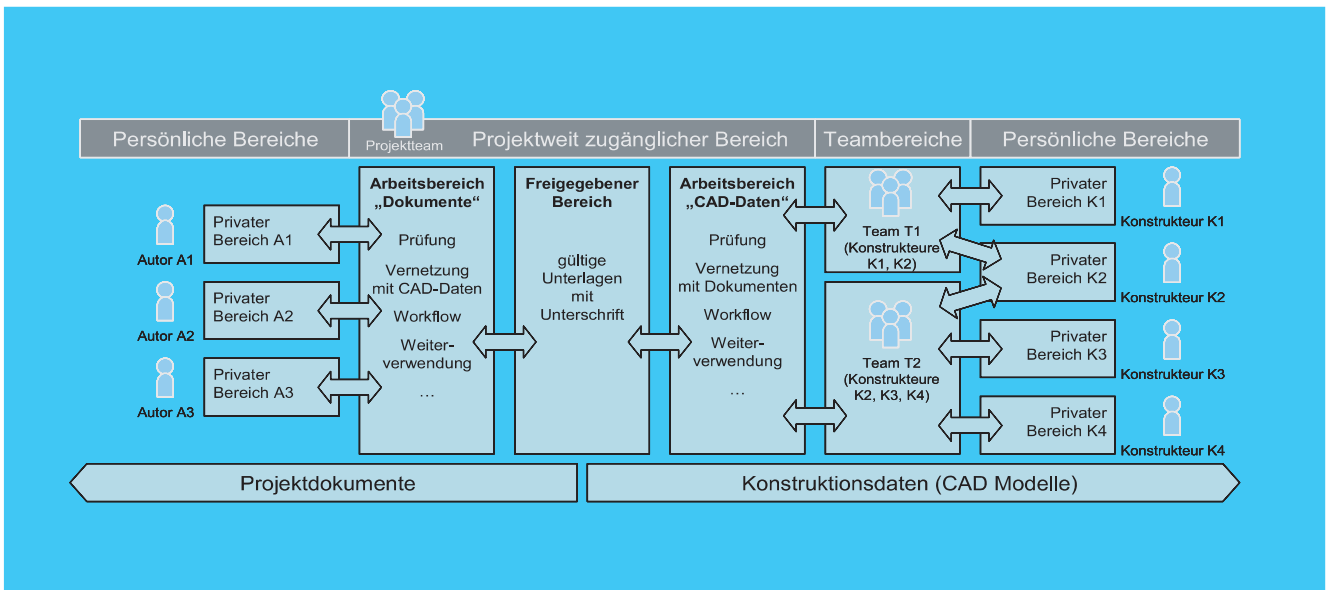 Persönliche Bereiche
Projektteam
Projektweit zugänglicher Bereich
Teambereiche
Persönliche Bereiche
Autor A1
Privater
Bereich A1
Autor A2
Privater
Bereich A2
Autor A3
Privater
Bereich A3
Arbeitsbereich
„Dokumente“
Prüfung
Vernetzung
mit CAD-Daten
Workflow
Weiter-
verwendung
…
Freigegebener
Bereich
gültige
Unterlagen
mit
Unterschrift
Arbeitsbereich
„CAD-Daten“
Prüfung
Vernetzung
mit Dokumenten
Workflow
Weiter-
verwendung
…
Team T1
(Konstrukteure
K1, K2)
Team T2
(Konstrukteure
K2, K3, K4)
Privater
Bereich K1
Konstrukteur K1
Privater
Bereich K2
Konstrukteur K2
Privater
Bereich K3
Konstrukteur K3
Privater
Bereich K4
Konstrukteur K4
Projektdokumente
Konstruktionsdaten (CAD Modelle)